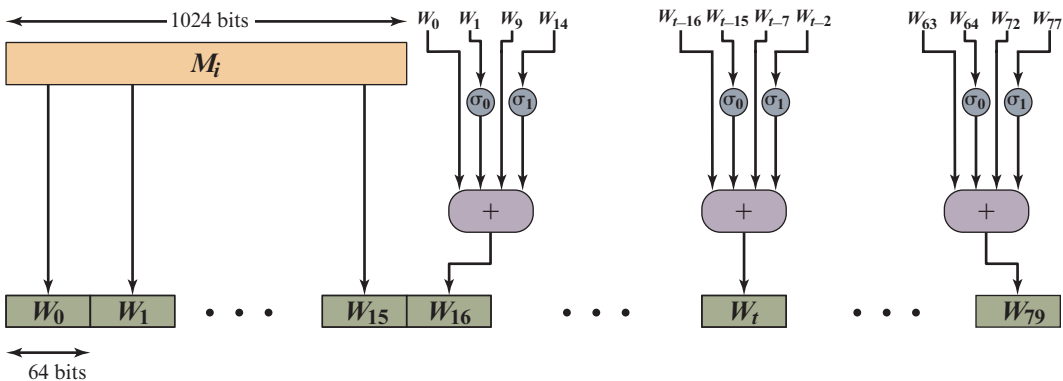 1024 bits
W0 W1 W9 W14
Wt–16 Wt–15 Wt–7 Wt–2
W63 W64 W72 W77
Mi
σ0 σ1
σ0 σ1
σ0 σ1
+
+
+
W0 W1 • • • W15 W16 • • • Wt • • • W79
64 bits